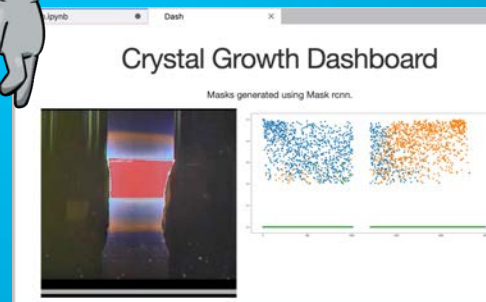 .ipynb
Dash
Crystal Growth Dashboard
Masks generated using Mask rcnn.